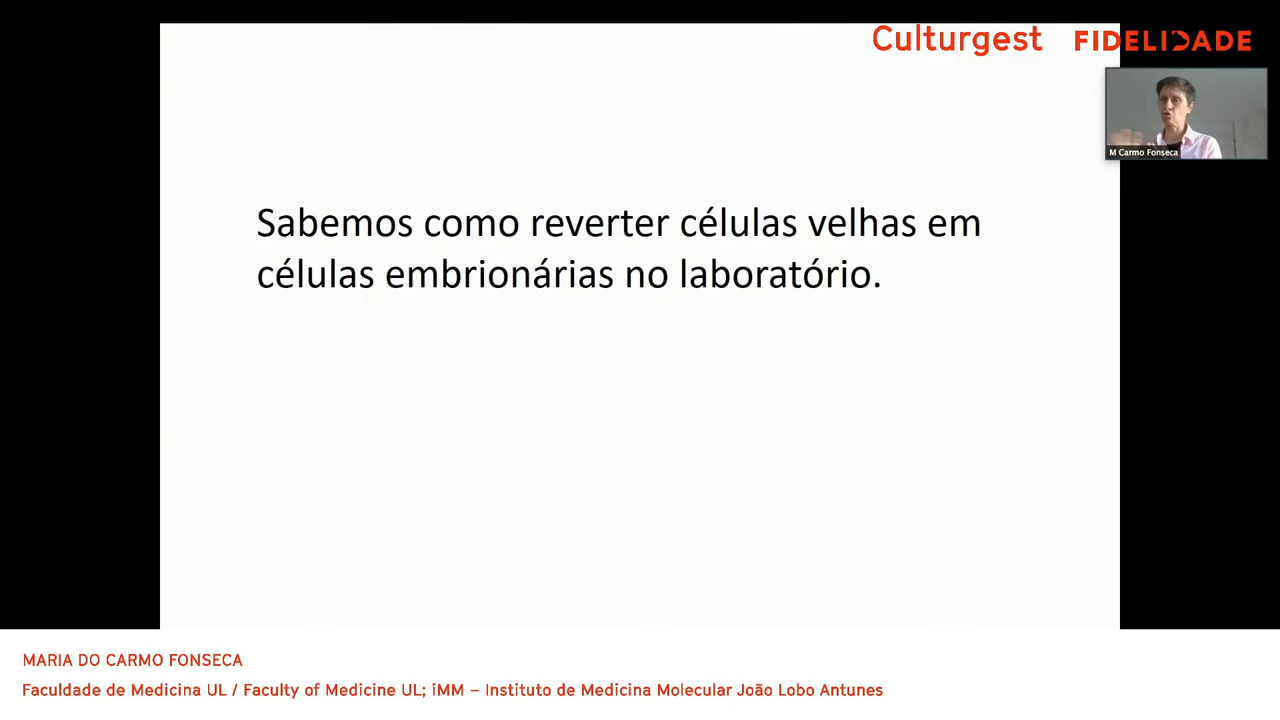 Culturgest FIDELIDADE
M Carmo Fonseca
Sabemos como reverter células velhas em
células embrionárias no laboratório.
MARIA DO CARMO FONSECA
Faculdade de Medicina UL / Faculty of Medicine UL; iMM – Instituto de Medicina Molecular João Lobo Antunes